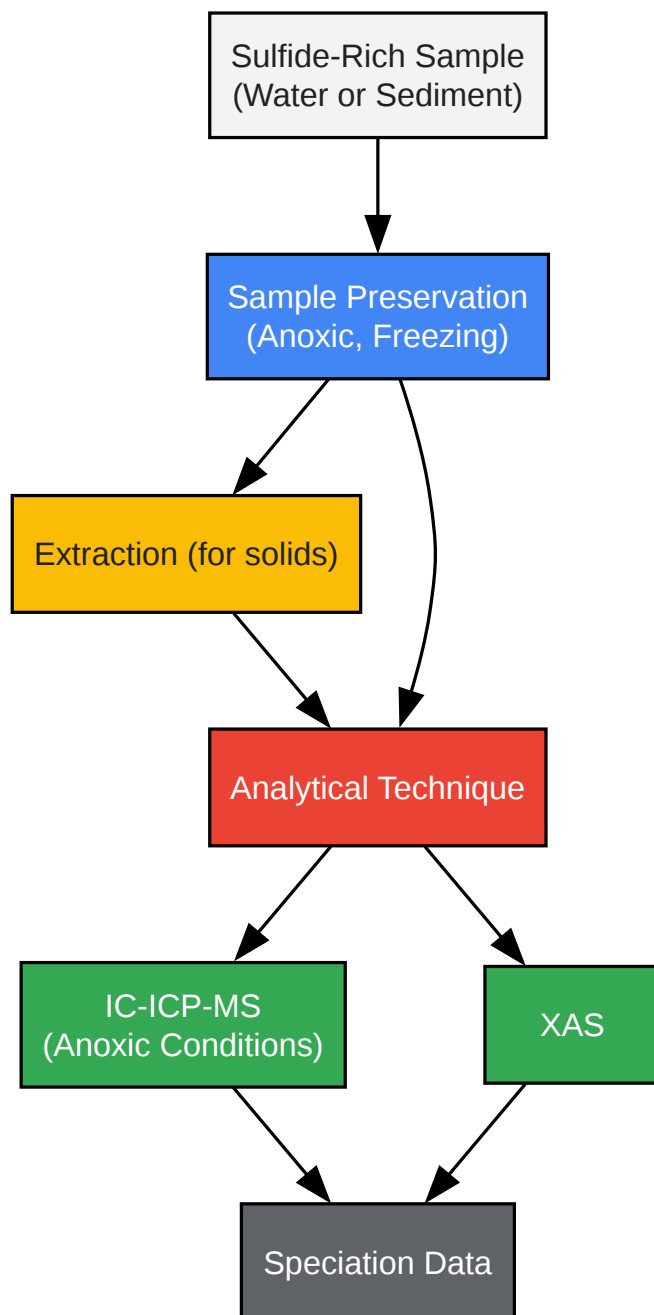 Sulfide-Rich Sample
(Water or Sediment)
Sample Preservation
(Anoxic, Freezing)
Extraction (for solids)
Analytical Technique
IC-ICP-MS
(Anoxic Conditions)
XAS
Speciation Data